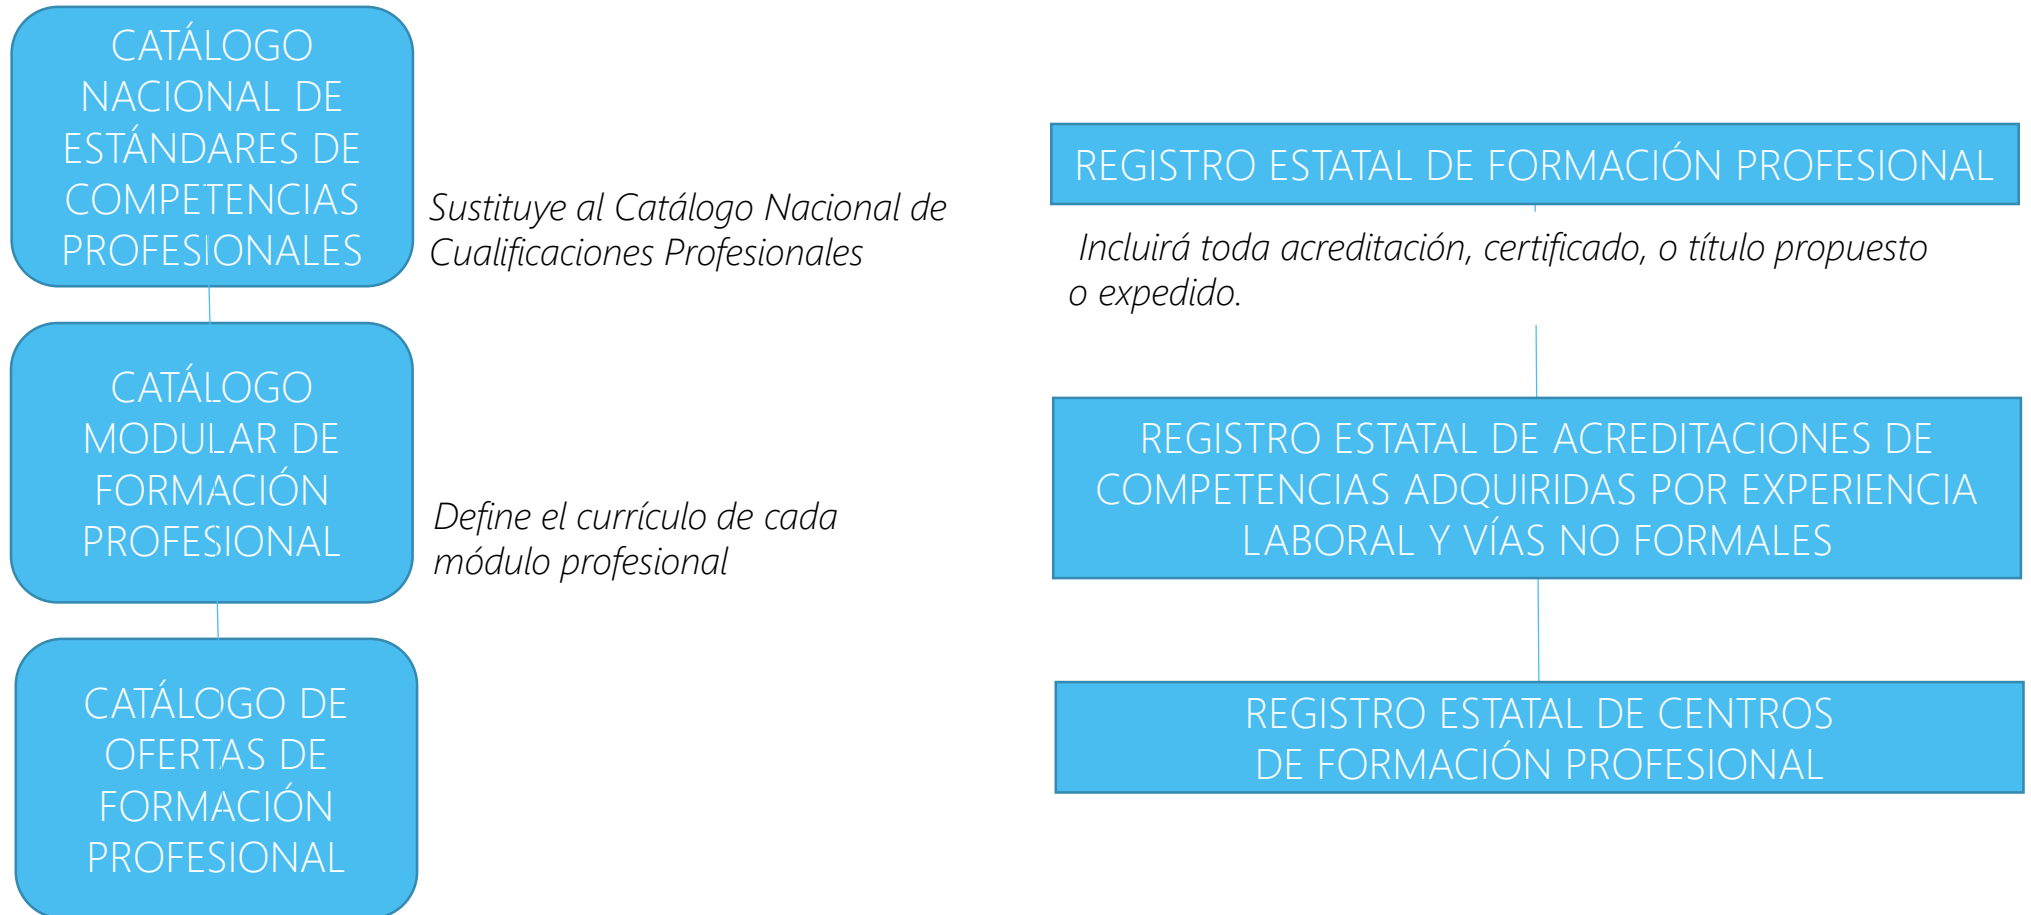 CATÁLOGO
NACIONAL DE
ESTÁNDARES DE
COMPETENCIAS
PROFESIONALES
Sustituye al Catálogo Nacional de
Cualificaciones Profesionales
CATÁLOGO
MODULAR DE
FORMACIÓN
PROFESIONAL
Define el currículo de cada
módulo profesional
CATÁLOGO DE
OFERTAS DE
FORMACIÓN
PROFESIONAL
REGISTRO ESTATAL DE FORMACIÓN PROFESIONAL
Incluirá toda acreditación, certificado, o título propuesto
o expedido.
REGISTRO ESTATAL DE ACREDITACIONES DE
COMPETENCIAS ADQUIRIDAS POR EXPERIENCIA
LABORAL Y VÍAS NO FORMALES
REGISTRO ESTATAL DE CENTROS
DE FORMACIÓN PROFESIONAL